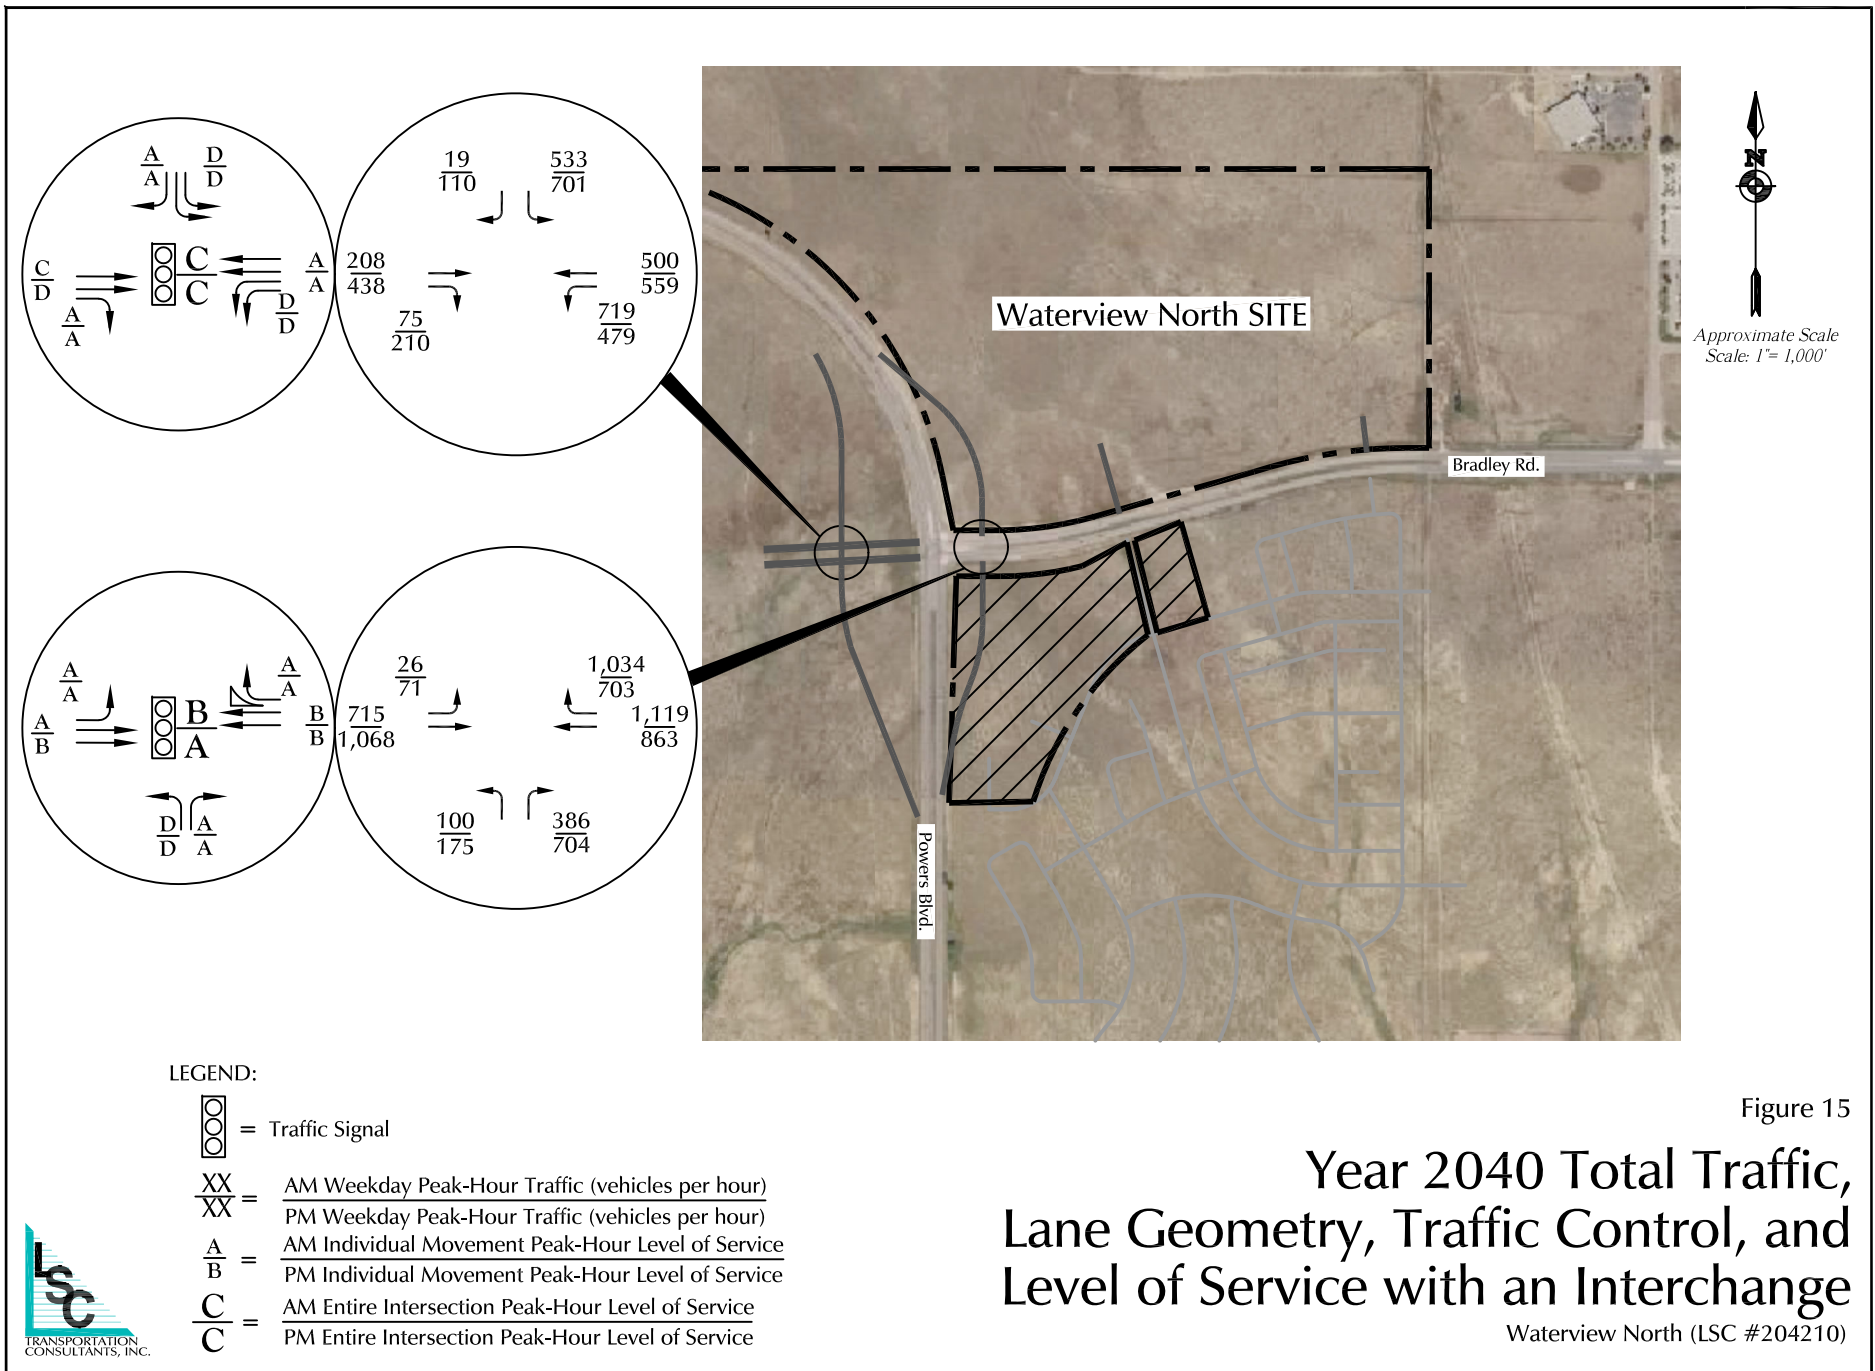 A D
A D
C
D
A
A
C
C
A
A
D
D
19 533
110 701
208
438
75
210
500
559
719
479
Waterview North SITE
N
Approximate Scale
Scale: 1"= 1,000'
Bradley Rd.
Powers Blvd.
A
A
A
B
B
A
A
A
B
B
D A
D A
26
71
715
1,068
1,034
703
1,119
863
100 386
175 704
LEGEND:
= Traffic Signal
XX
XX
=
AM Weekday Peak-Hour Traffic (vehicles per hour)
PM Weekday Peak-Hour Traffic (vehicles per hour)
A
B
=
AM Individual Movement Peak-Hour Level of Service
PM Individual Movement Peak-Hour Level of Service
C
C
=
AM Entire Intersection Peak-Hour Level of Service
PM Entire Intersection Peak-Hour Level of Service
LSC
TRANSPORTATION
CONSULTANTS, INC.
Figure 15
Year 2040 Total Traffic,
Lane Geometry, Traffic Control, and
Level of Service with an Interchange
Waterview North (LSC #204210)